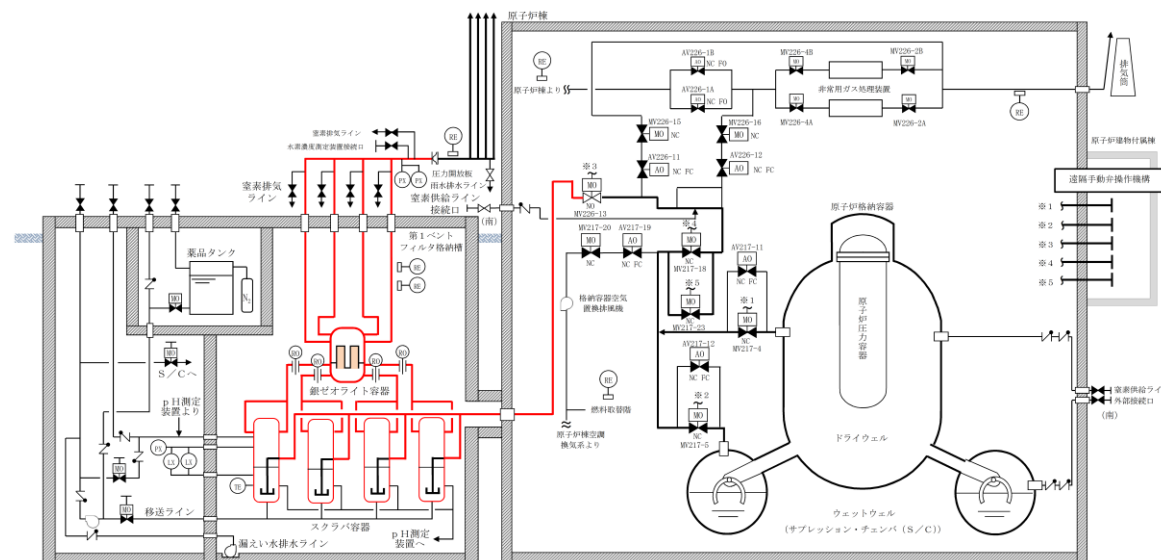 原子炉棟
RE
原子炉棟より
AV226-1B
AO
NC FO
AV226-1A
AO
NC FO
MV226-4B
MO
MV226-2B
MO
非常用ガス処理装置
MO
MV226-4A
MO
MV226-2A
RE
排気筒
MV226-15
MO
NC
MV226-16
MO
NC
AV226-11
AO
NC FC
AV226-12
AO
NC FC
原子炉建物付属棟
遠隔手動弁操作機構
※1
※2
※3
※4
※5
窒素排気ライン
水素濃度測定装置接続口
RE
PX
PX
圧力開放板
雨水排水ライン
窒素排気
ライン
窒素供給ライン
接続口
(南)
※3
MO
NO
MV226-13
MV217-20
MO
NC
AV217-19
AO
NC FC
※4
MO
NC
MV217-18
AV217-11
AO
NC FC
※5
MO
NC
MV217-23
※1
MO
NC
MV217-4
AV217-12
AO
NC FC
※2
MO
NC
MV217-5
格納容器空気
置換排風機
RE
燃料取替階
原子炉棟空調
換気系より
原子炉格納容器
原子炉圧力容器
ドライウェル
ウェットウェル
(サプレッション・チェンバ(S/C))
窒素供給ライ
外部接続口
(南)
第1ベント
フィルタ格納槽
RE
RE
薬品タンク
MO
N2
MO
S/Cへ
pH測定
装置より
RO
RO
RO
RO
銀ゼオライト容器
PX
LX
LX
MO
TE
MO
移送ライン
スクラバ容器
pH測定
装置へ
漏えい水排水ライン